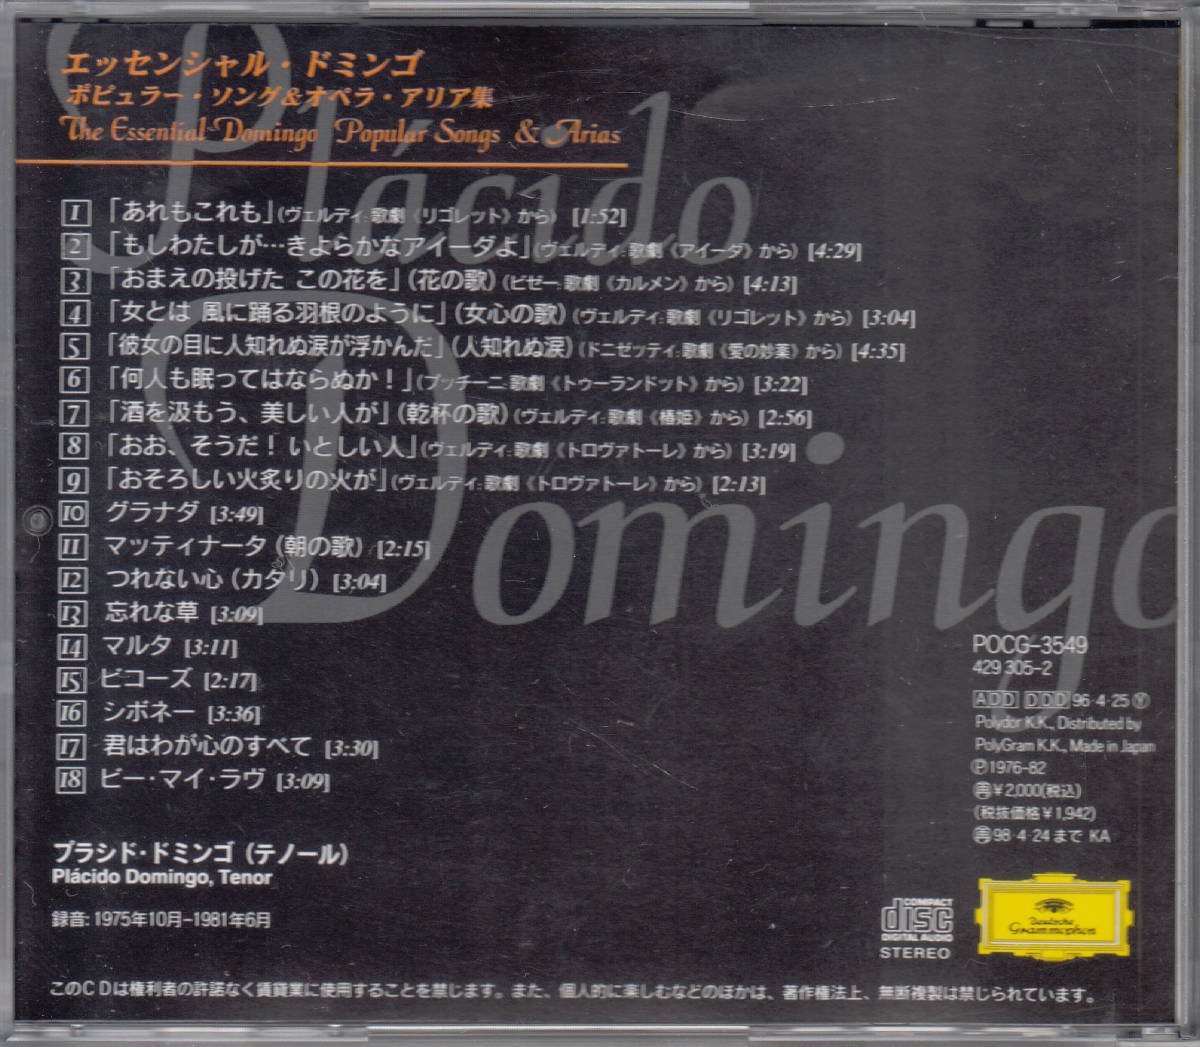 エッセンシャル・ドミンゴ
ポピュラー・ソング&オペラ・アリア集
The Essential Domingo Popular Songs & Arias
Plácido
Domingo
1 「あれもこれも」(ヴェルディ:歌劇《リゴレット》から) [1:52]
2 「もしわたしが…きよらかなアイーダよ」(ヴェルディ:歌劇《アイーダ》から) [4:29]
3 「おまえの投げた この花を」(花の歌)(ビゼー:歌劇《カルメン》から) [4:13]
4 「女とは 風に踊る羽根のように」(女心の歌)(ヴェルディ:歌劇《リゴレット》から) [3:04]
5 「彼女の目に人知れぬ涙が浮かんだ」(人知れぬ涙)(ドニゼッティ:歌劇《愛の妙薬》から) [4:35]
6 「何人も眠ってはならぬか!」(プッチーニ:歌劇《トゥーランドット》から) [3:22]
7 「酒を汲もう、美しい人が」(乾杯の歌)(ヴェルディ:歌劇《椿姫》から) [2:56]
8 「おお、そうだ! いとしい人」(ヴェルディ:歌劇《トロヴァトーレ》から) [3:19]
9 「おそろしい火炙りの火が」(ヴェルディ:歌劇《トロヴァトーレ》から) [2:13]
10 グラナダ [3:49]
11 マッティナータ(朝の歌) [2:15]
12 つれない心(カタリ) [3:04]
13 忘れな草 [3:09]
14 マルタ [3:11]
15 ビコーズ [2:17]
16 シボネー [3:36]
17 君はわが心のすべて [3:30]
18 ビー・マイ・ラヴ [3:09]
プラシド・ドミンゴ(テノール)
Plácido Domingo, Tenor
録音:1975年10月-1981年6月
POCG-3549
429 305-2
ADD DDD 96・4・25 Ⓨ
Polydor K.K., Distributed by
PolyGram K.K., Made in Japan
Ⓟ1976-82
㊢¥2,000(税込)
(税抜価格¥1,942)
㊢98・4・24まで KA
COMPACT
disc
DIGITAL AUDIO
STEREO
Deutsche
Grammophon
このCDは権利者の許諾なく賃貸業に使用することを禁じます。また、個人的に楽しむなどのほかは、著作権法上、無断複製は禁じられています。